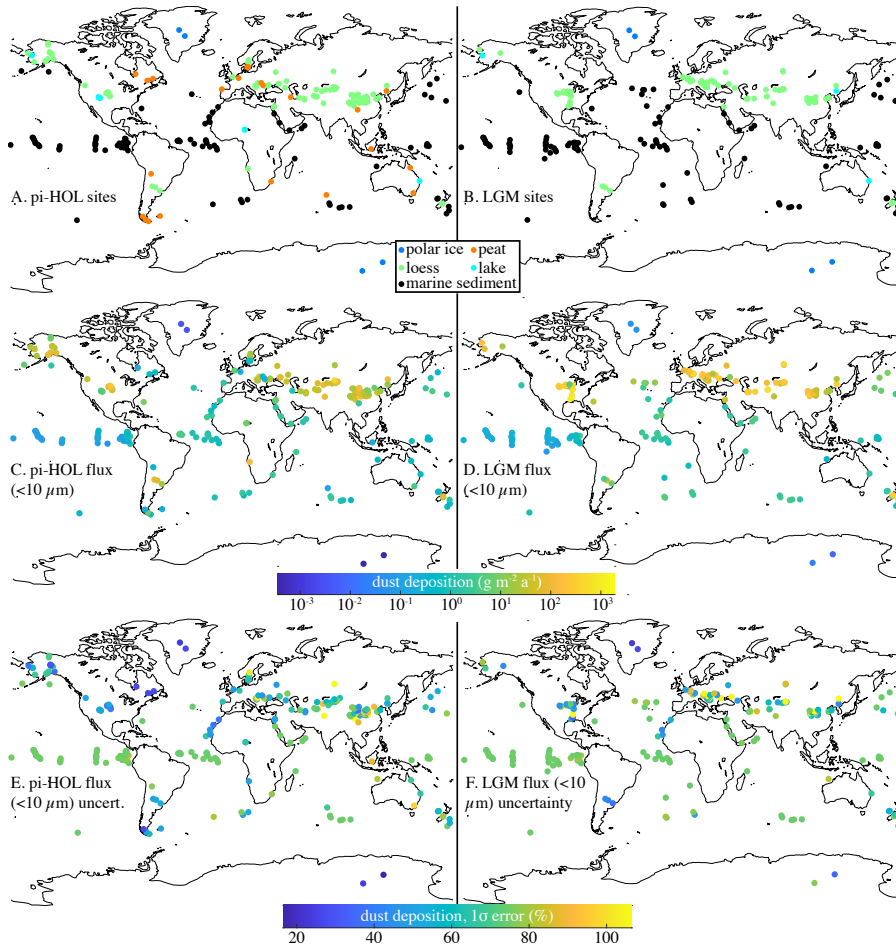 A. pi-HOL sites
B. LGM sites
polar ice
peat
loess
lake
marine sediment
C. pi-HOL flux
(<10 µm)
D. LGM flux
(<10 µm)
dust deposition (g m⁻² a⁻¹)
10⁻³ 10⁻² 10⁻¹ 10⁰ 10¹ 10² 10³
E. pi-HOL flux
(<10 µm) uncert.
F. LGM flux (<10
µm) uncertainty
dust deposition, 1σ error (%)
20 40 60 80 100